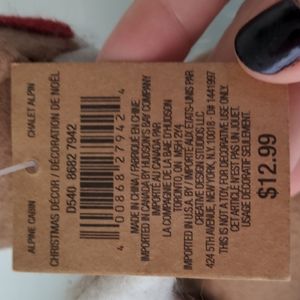 ALPINE CABIN CHALET ALPIN
CHRISTMAS DÉCOR / DÉCORATION DE NOËL
D540 8682 7942
4 00868 27942 4
MADE IN CHINA / FABRIQUÉ EN CHINE
IMPORTED IN CANADA BY HUDSON'S BAY COMPANY
IMPORTÉ AU CANADA PAR
LA COMPAGNIE DE LA BAIE D'HUDSON
TORONTO, ON M5H 2Y4
IMPORTED IN U.S.A. BY / IMPORTÉ AUX ÉTATS-UNIS PAR
CREATIVE DESIGN STUDIOS LLC
424 5TH AVENUE, NEW YORK, N.Y. 10018
THIS IS NOT A TOY. FOR DECORATIVE USE ONLY.
CET ARTICLE N'EST PAS UN JOUET.
USAGE DÉCORATIF SEULEMENT.
$12.99